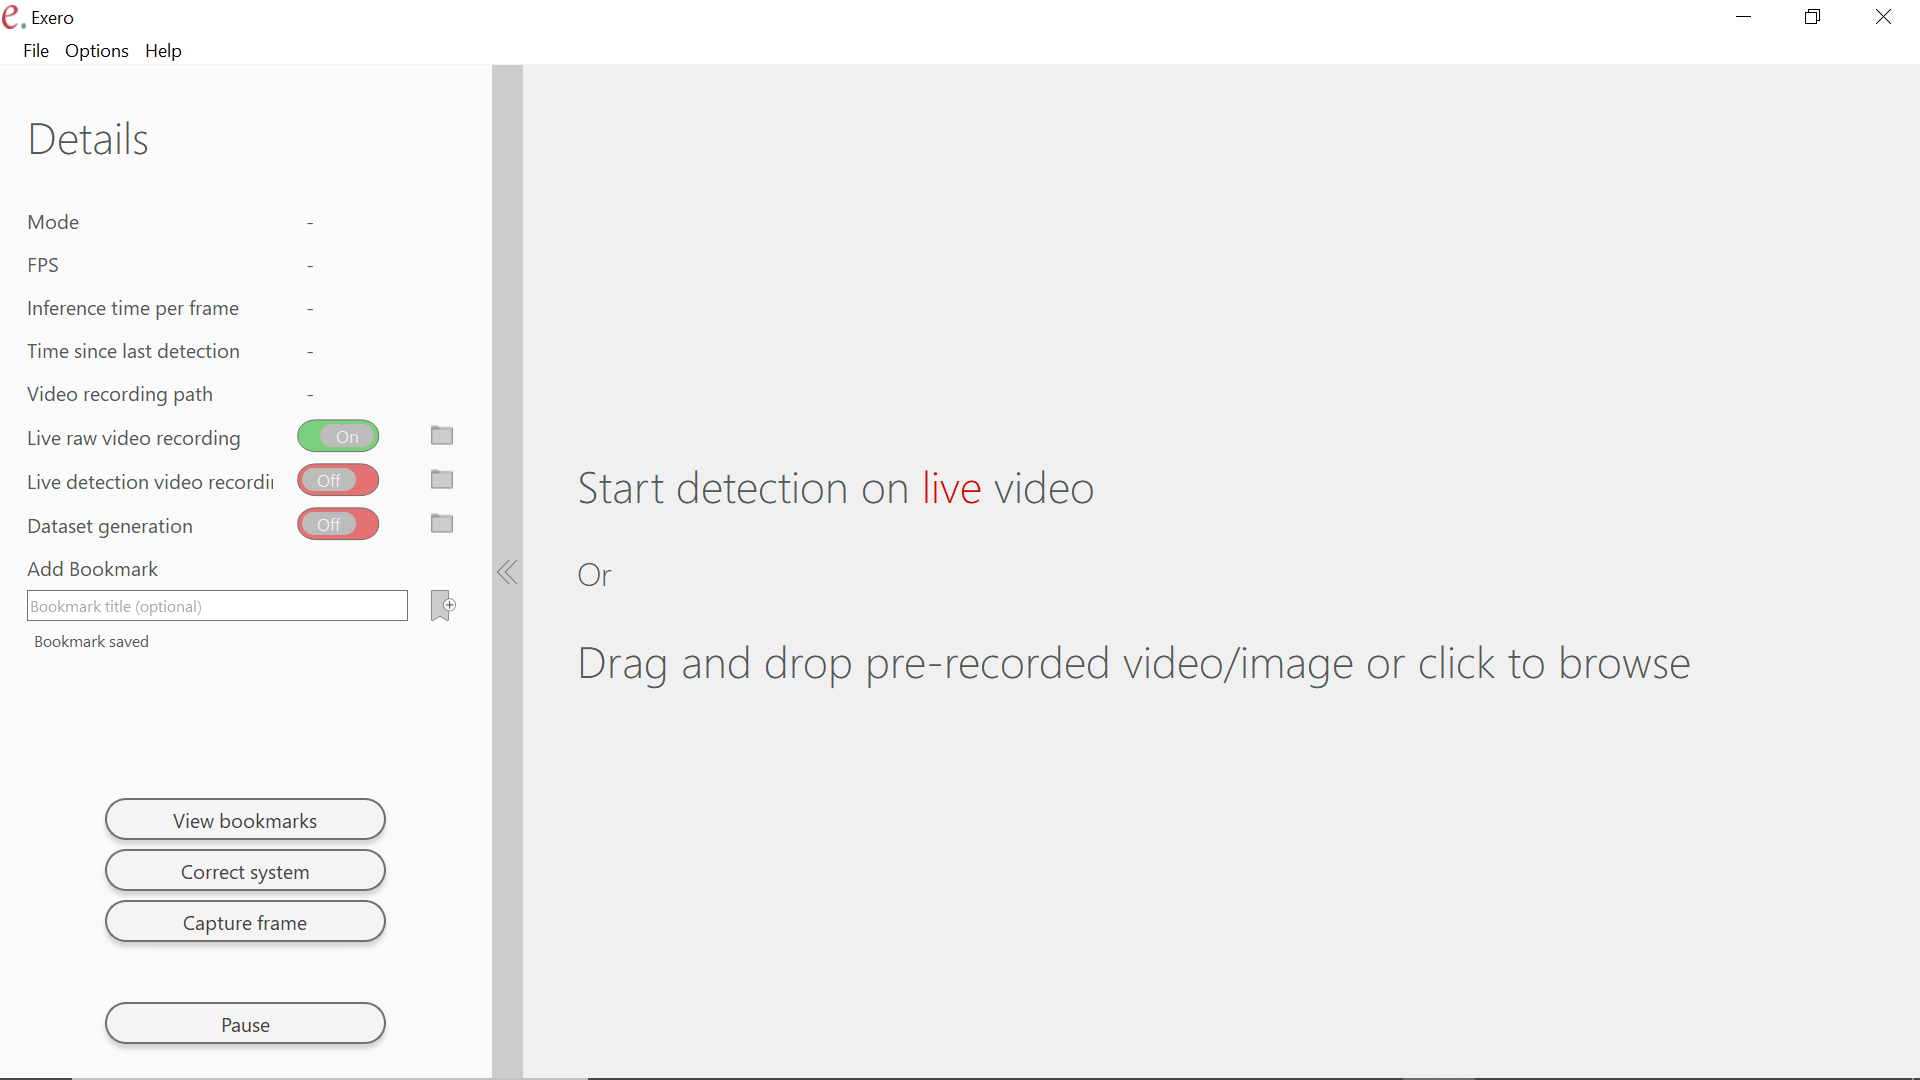 e. Exero
File Options Help
Details
Mode -
FPS -
Inference time per frame -
Time since last detection -
Video recording path -
Live raw video recording On
Live detection video recordi Off
Dataset generation Off
Add Bookmark
Bookmark title (optional)
Bookmark saved
View bookmarks
Correct system
Capture frame
Pause
Start detection on live video
Or
Drag and drop pre-recorded video/image or click to browse